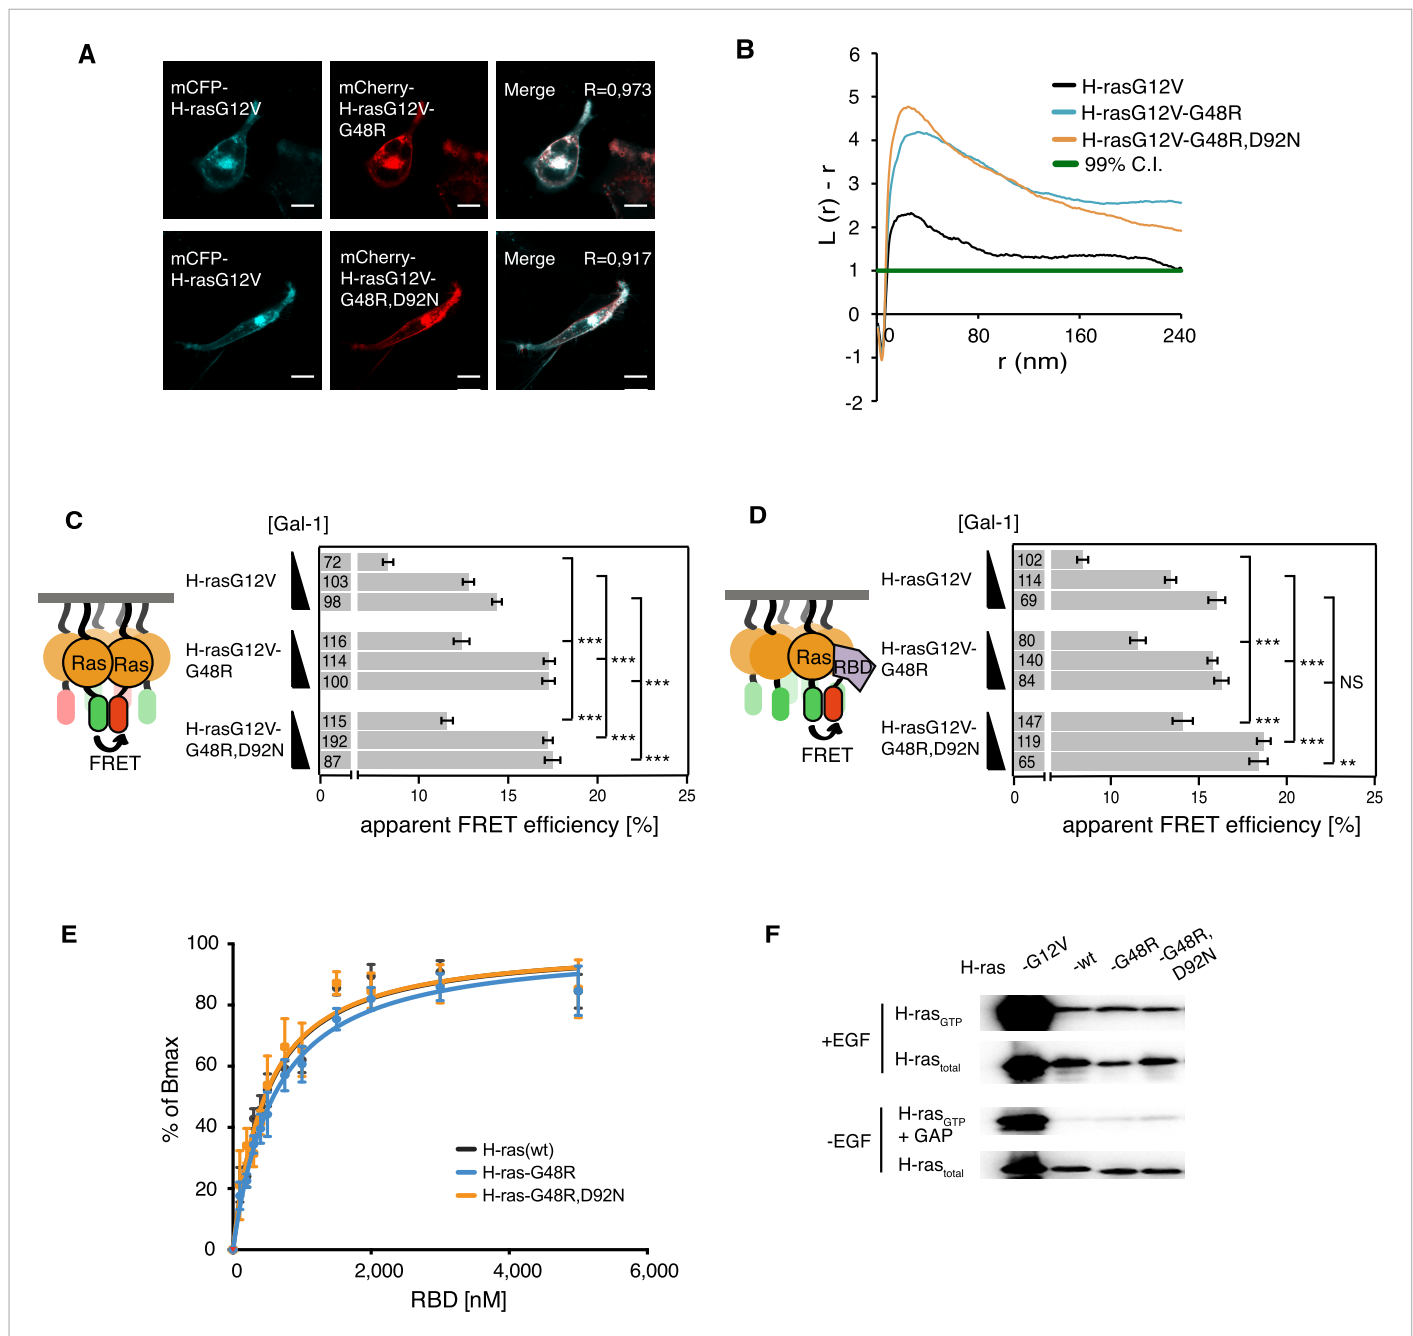 A
mCFP-
H-rasG12V
mCherry-
H-rasG12V-
G48R
Merge R=0,973
mCFP-
H-rasG12V
mCherry-
H-rasG12V-
G48R,D92N
Merge R=0,917
B
6
5
4
3
2
1
0
-1
-2
L (r) - r
0 80 160 240
r (nm)
H-rasG12V
H-rasG12V-G48R
H-rasG12V-G48R,D92N
99% C.I.
C
[Gal-1]
Ras Ras
FRET
H-rasG12V
72
103
98
H-rasG12V-
G48R
116
114
100
H-rasG12V-
G48R,D92N
115
192
87
***
***
***
***
***
***
0 10 15 20 25
apparent FRET efficiency [%]
D
[Gal-1]
Ras
RBD
FRET
H-rasG12V
102
114
69
H-rasG12V-
G48R
80
140
84
H-rasG12V-
G48R,D92N
147
119
65
***
***
NS
***
***
**
0 10 15 20 25
apparent FRET efficiency [%]
E
100
80
60
40
20
0
% of Bmax
0 2,000 4,000 6,000
RBD [nM]
H-ras(wt)
H-ras-G48R
H-ras-G48R,D92N
F
H-ras -G12V -wt -G48R -G48R,
D92N
+EGF
H-rasGTP
H-rastotal
-EGF
H-rasGTP
+ GAP
H-rastotal